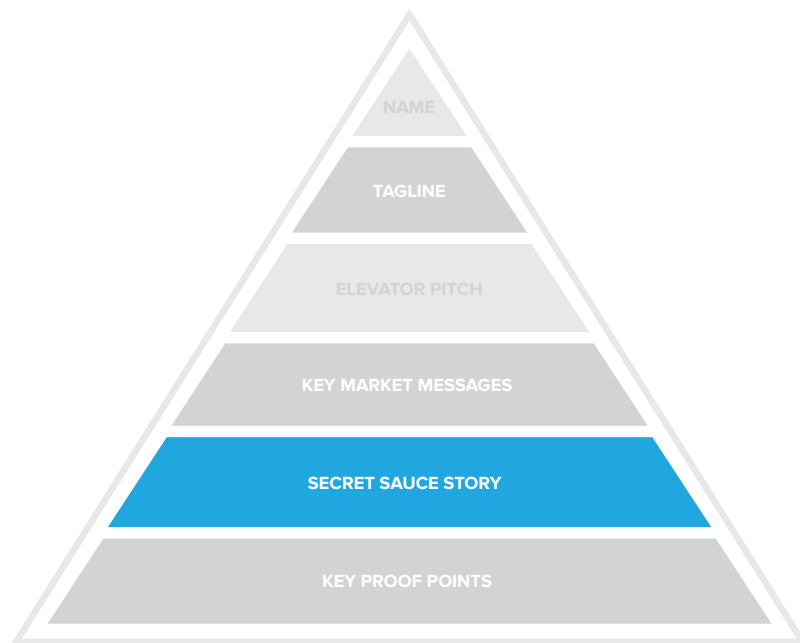 NAME
TAGLINE
ELEVATOR PITCH
KEY MARKET MESSAGES
SECRET SAUCE STORY
KEY PROOF POINTS